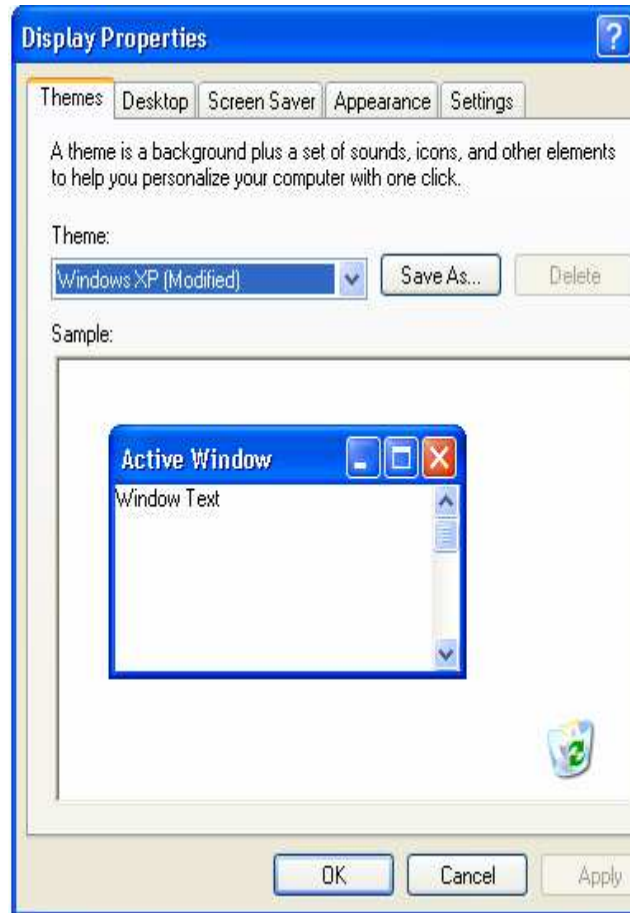 Display Properties
?
Themes Desktop Screen Saver Appearance Settings
A theme is a background plus a set of sounds, icons, and other elements
to help you personalize your computer with one click.
Theme:
Windows XP (Modified) Save As... Delete
Sample:
Active Window
Window Text
OK Cancel Apply